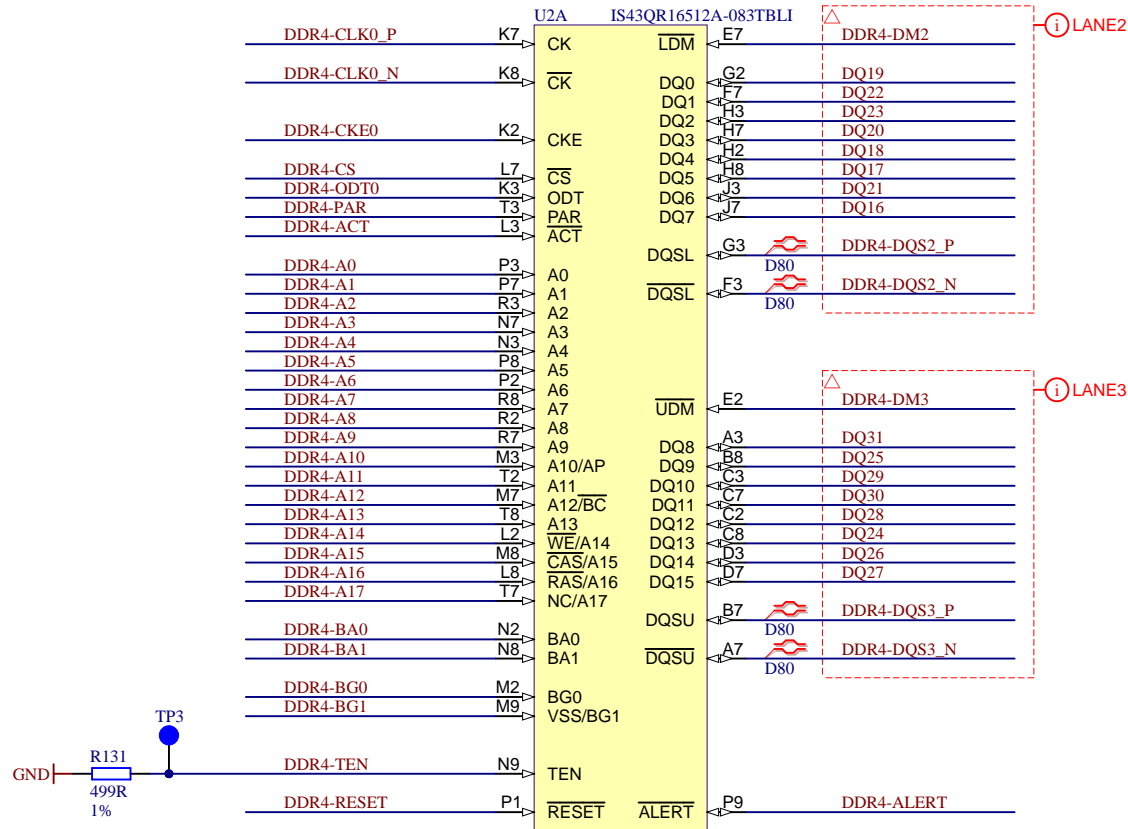 U2A IS43QR16512A-083TBLI
DDR4-CLK0_P K7 CK LDM E7 DDR4-DM2 i LANE2
DDR4-CLK0_N K8 CK DQ0 G2 DQ19
DQ1 F7 DQ22
DQ2 H3 DQ23
DDR4-CKE0 K2 CKE DQ3 H7 DQ20
DQ4 H2 DQ18
DDR4-CS L7 CS DQ5 H8 DQ17
DDR4-ODT0 K3 ODT DQ6 J3 DQ21
DDR4-PAR T3 PAR DQ7 J7 DQ16
DDR4-ACT L3 ACT
DQSL G3 D80 DDR4-DQS2_P
DDR4-A0 P3 A0
DDR4-A1 P7 A1 DQSL F3 D80 DDR4-DQS2_N
DDR4-A2 R3 A2
DDR4-A3 N7 A3
DDR4-A4 N3 A4
DDR4-A5 P8 A5
DDR4-A6 P2 A6 i LANE3
DDR4-A7 R8 A7 UDM E2 DDR4-DM3
DDR4-A8 R2 A8
DDR4-A9 R7 A9 DQ8 A3 DQ31
DDR4-A10 M3 A10/AP DQ9 B8 DQ25
DDR4-A11 T2 A11 DQ10 C3 DQ29
DDR4-A12 M7 A12/BC DQ11 C7 DQ30
DDR4-A13 T8 A13 DQ12 C2 DQ28
DDR4-A14 L2 WE/A14 DQ13 C8 DQ24
DDR4-A15 M8 CAS/A15 DQ14 D3 DQ26
DDR4-A16 L8 RAS/A16 DQ15 D7 DQ27
DDR4-A17 T7 NC/A17
DQSU B7 D80 DDR4-DQS3_P
DDR4-BA0 N2 BA0
DDR4-BA1 N8 BA1 DQSU A7 D80 DDR4-DQS3_N
DDR4-BG0 M2 BG0
DDR4-BG1 M9 VSS/BG1
TP3
R131
GND DDR4-TEN N9 TEN
499R
1%
DDR4-RESET P1 RESET ALERT P9 DDR4-ALERT